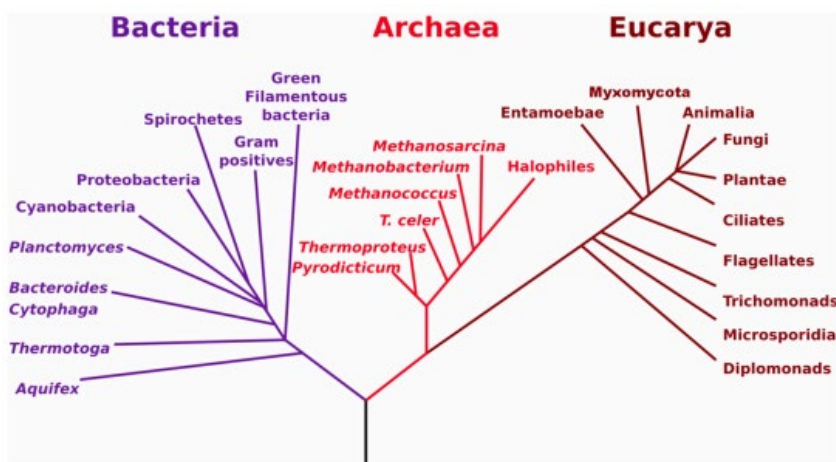 Bacteria
Archaea
Eucarya
Green
Filamentous
bacteria
Spirochetes
Gram
positives
Proteobacteria
Cyanobacteria
Planctomyces
Bacteroides
Cytophaga
Thermotoga
Aquifex
Methanosarcina
Methanobacterium
Halophiles
Methanococcus
T. celer
Thermoproteus
Pyrodicticum
Myxomycota
Entamoebae
Animalia
Fungi
Plantae
Ciliates
Flagellates
Trichomonads
Microsporidia
Diplomonads